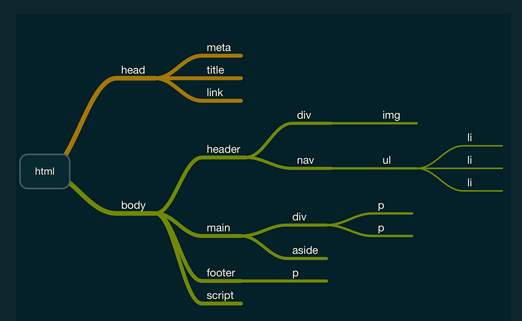 html
head
meta
title
link
body
header
div
img
nav
ul
li
li
li
main
div
p
p
aside
footer
p
script